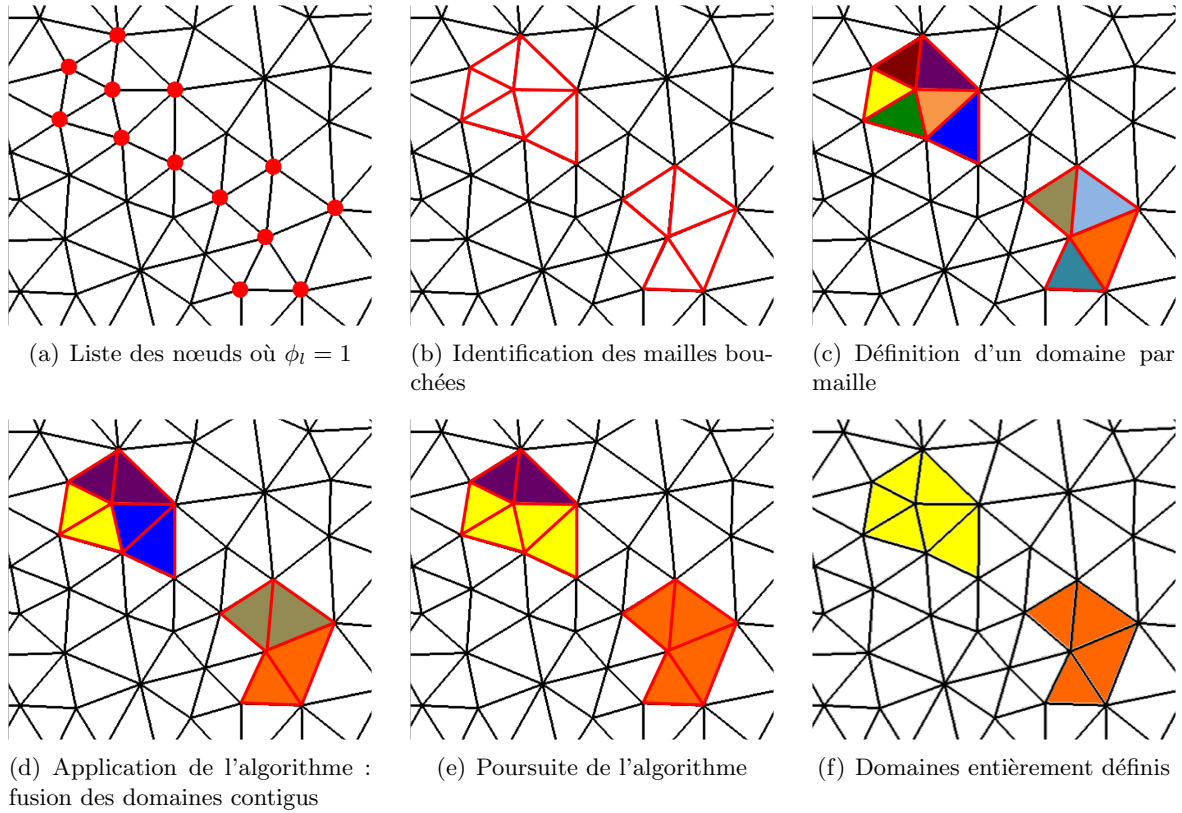 (a) Liste des nœuds où ϕl = 1
(b) Identification des mailles bou-
chées
(c) Définition d'un domaine par
maille
(d) Application de l'algorithme :
fusion des domaines contigus
(e) Poursuite de l'algorithme
(f) Domaines entièrement définis